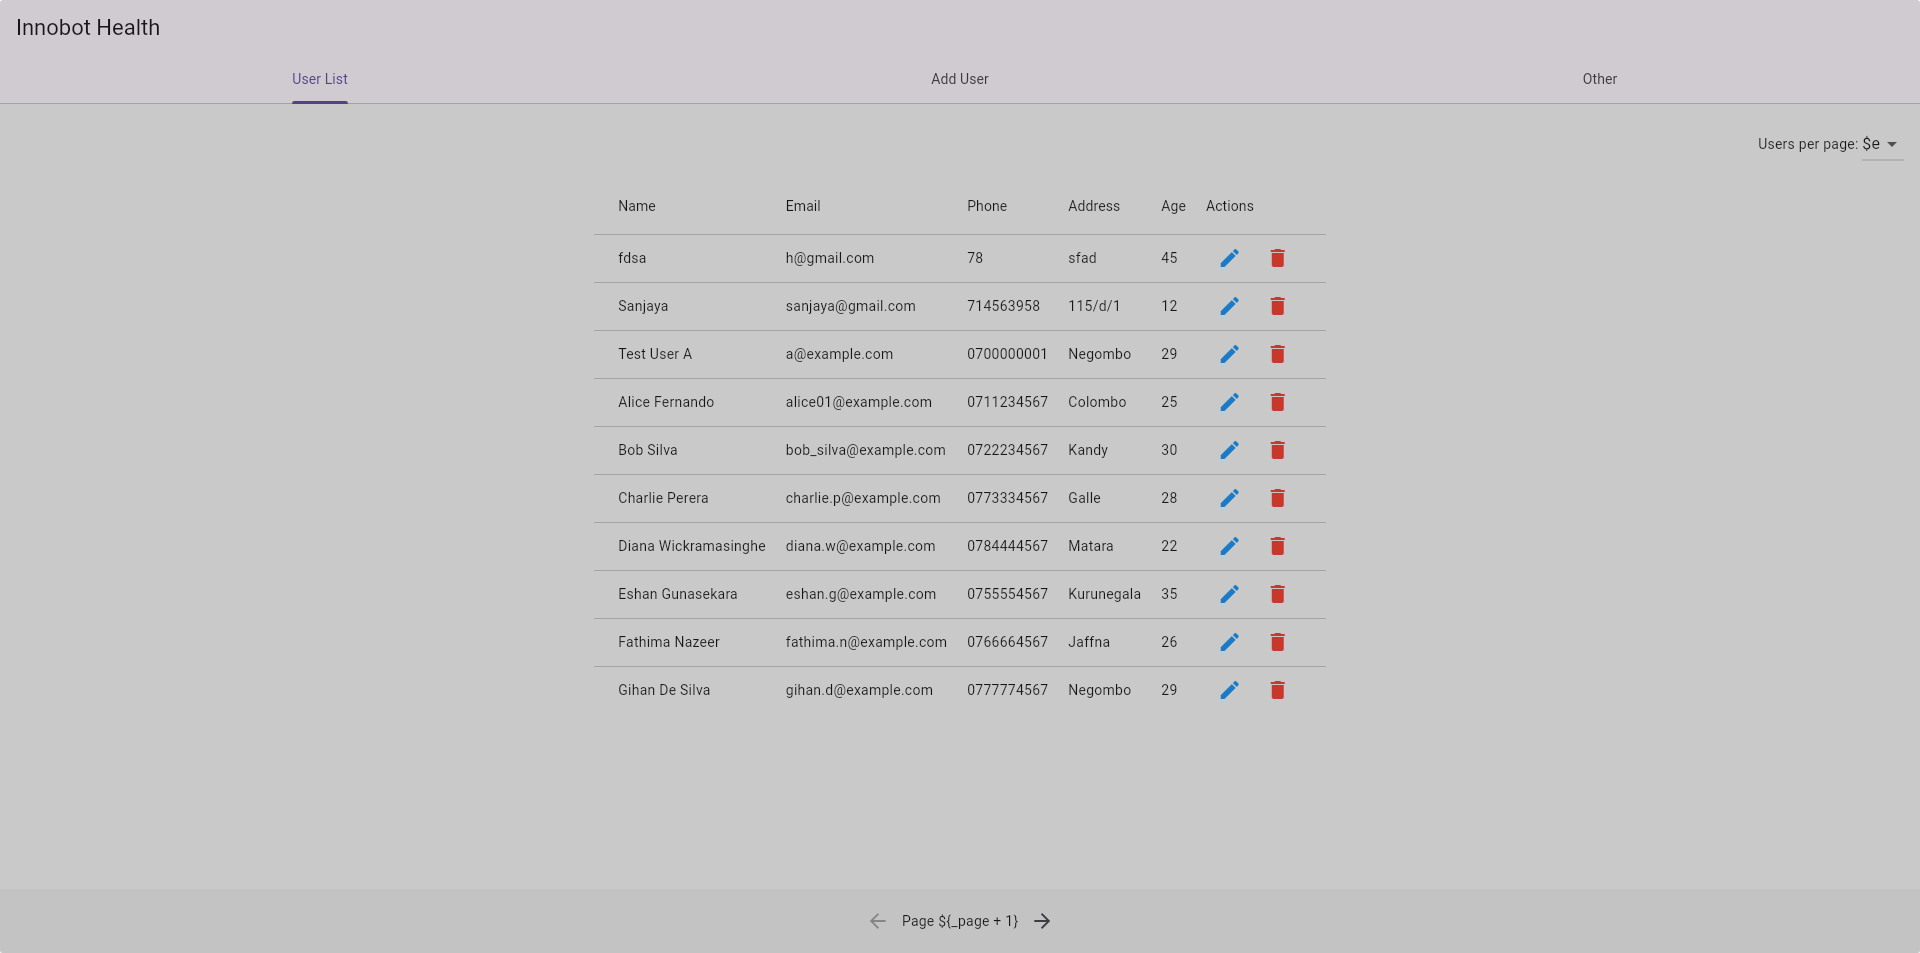 Innobot Health
User List Add User Other
Users per page: $e
Name Email Phone Address Age Actions
fdsa h@gmail.com 78 sfad 45
Sanjaya sanjaya@gmail.com 714563958 115/d/1 12
Test User A a@example.com 0700000001 Negombo 29
Alice Fernando alice01@example.com 0711234567 Colombo 25
Bob Silva bob_silva@example.com 0722234567 Kandy 30
Charlie Perera charlie.p@example.com 0773334567 Galle 28
Diana Wickramasinghe diana.w@example.com 0784444567 Matara 22
Eshan Gunasekara eshan.g@example.com 0755554567 Kurunegala 35
Fathima Nazeer fathima.n@example.com 0766664567 Jaffna 26
Gihan De Silva gihan.d@example.com 0777774567 Negombo 29
Page ${_page + 1}